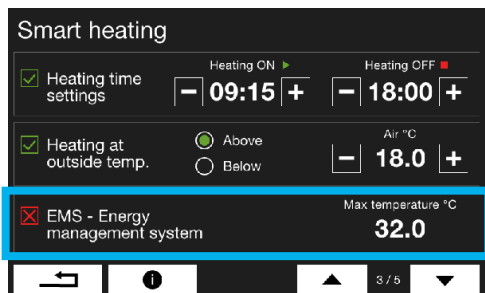 Smart heating
Heating time
settings
Heating ON
− 09:15 +
Heating OFF
− 18:00 +
Heating at
outside temp.
Above
Below
Air °C
− 18.0 +
EMS - Energy
management system
Max temperature °C
32.0
3/5